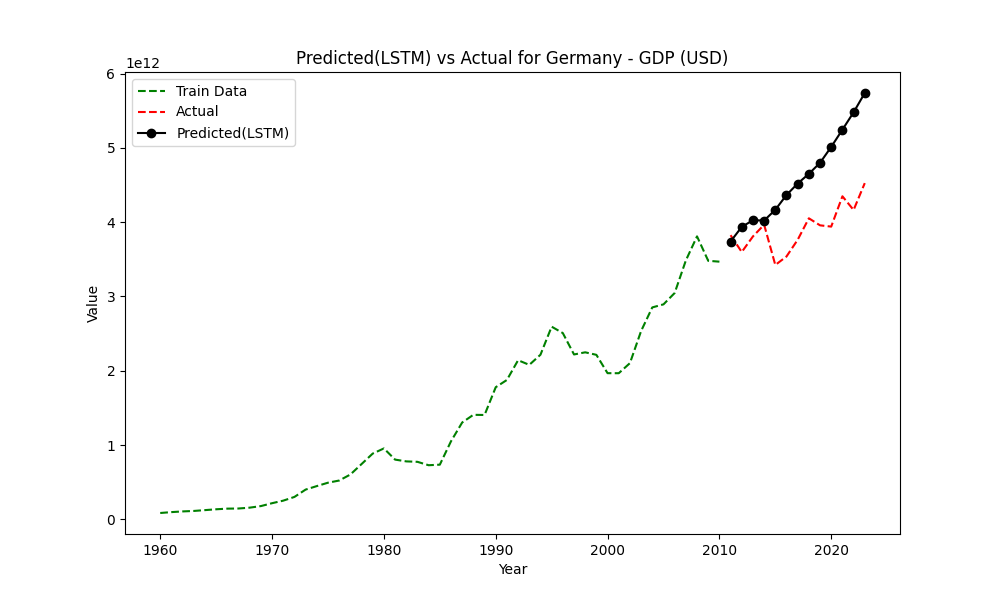 Predicted(LSTM) vs Actual for Germany - GDP (USD)
1e12
Train Data
Actual
Predicted(LSTM)
6
5
4
3
2
1
0
Value
1960
1970
1980
1990
2000
2010
2020
Year